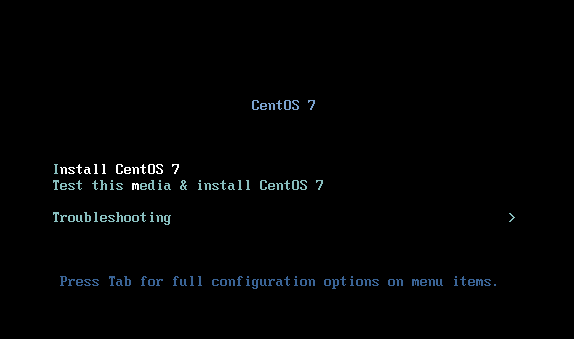 CentOS 7
Install CentOS 7
Test this media & install CentOS 7
Troubleshooting >
Press Tab for full configuration options on menu items.